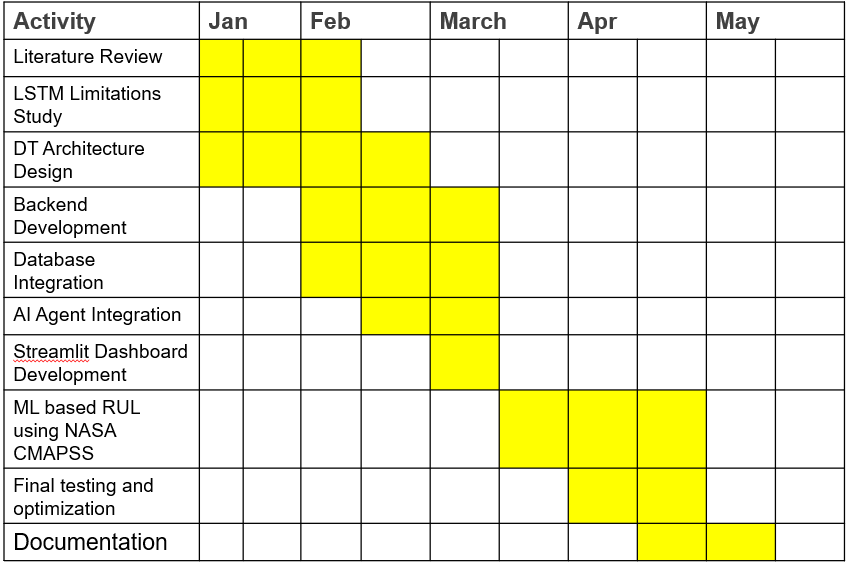 Activity Jan Feb March Apr May
Literature Review
LSTM Limitations
Study
DT Architecture
Design
Backend
Development
Database
Integration
AI Agent Integration
Streamlit Dashboard
Development
ML based RUL
using NASA
CMAPSS
Final testing and
optimization
Documentation